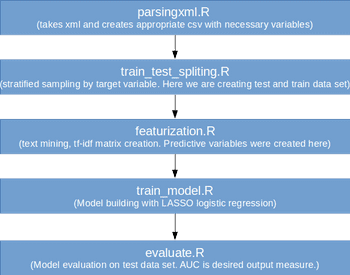 parsingxml.R
(takes xml and creates appropriate csv with necessary variables)
train_test_spliting.R
(stratified sampling by target variable. Here we are creating test and train data set)
featurization.R
(text mining, tf-idf matrix creation. Predictive variables were created here)
train_model.R
(Model building with LASSO logistic regression)
evaluate.R
(Model evaluation on test data set. AUC is desired output measure.)